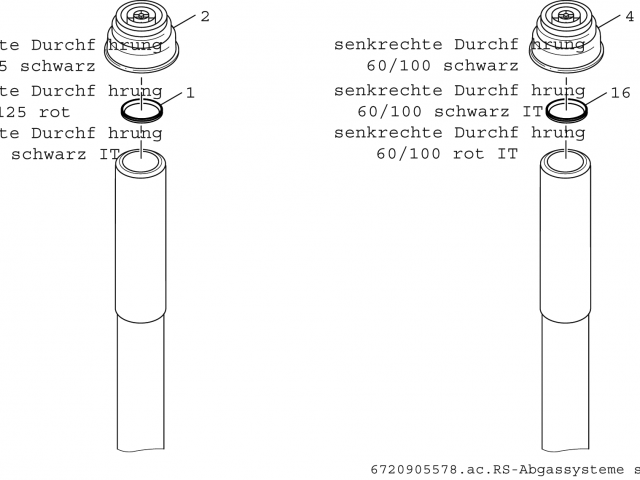 2
te Durchf hrung
5 schwarz
te Durchf hrung
1
125 rot
te Durchf hrung
schwarz IT
4
senkrechte Durchf hrung
60/100 schwarz
senkrechte Durchf hrung
16
60/100 schwarz IT
senkrechte Durchf hrung
60/100 rot IT
6720905578.ac.RS-Abgassysteme s